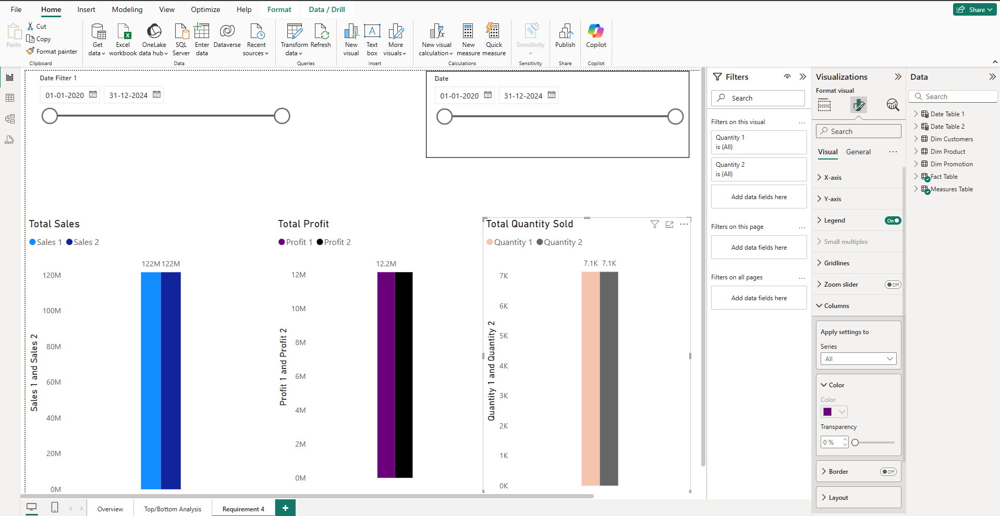 File Home Insert Modeling View Optimize Help Format Data / Drill Share
Paste Cut Copy Format painter
Clipboard
Get data Excel workbook OneLake data hub SQL Server Enter data Dataverse Recent sources
Data
Transform data Refresh
Queries
New visual Text box More visuals
Insert
New visual calculation New measure Quick measure
Calculations
Sensitivity
Sensitivity
Publish
Share
Copilot
Copilot
Date Filter 1
01-01-2020 31-12-2024
Date
01-01-2020 31-12-2024
Total Sales
Sales 1 Sales 2
122M 122M
120M
100M
80M
60M
40M
20M
0M
Sales 1 and Sales 2
Total Profit
Profit 1 Profit 2
12.2M
12M
10M
8M
6M
4M
2M
0M
Profit 1 and Profit 2
Total Quantity Sold
Quantity 1 Quantity 2
7.1K 7.1K
7K
6K
5K
4K
3K
2K
1K
0K
Quantity 1 and Quantity 2
Filters
Search
Filters on this visual ...
Quantity 1
is (All)
Quantity 2
is (All)
Add data fields here
Filters on this page ...
Add data fields here
Filters on all pages ...
Add data fields here
Visualizations
Format visual
Search
Visual General ...
X-axis
Y-axis
Legend On
Small multiples
Gridlines
Zoom slider Off
Columns
Apply settings to
Series
All
Color
Color
Transparency
0 %
Border Off
Layout
Data
Search
Date Table 1
Date Table 2
Dim Customers
Dim Product
Dim Promotion
Fact Table
Measures Table
DAX
Overview Top/Bottom Analysis Requirement 4 +